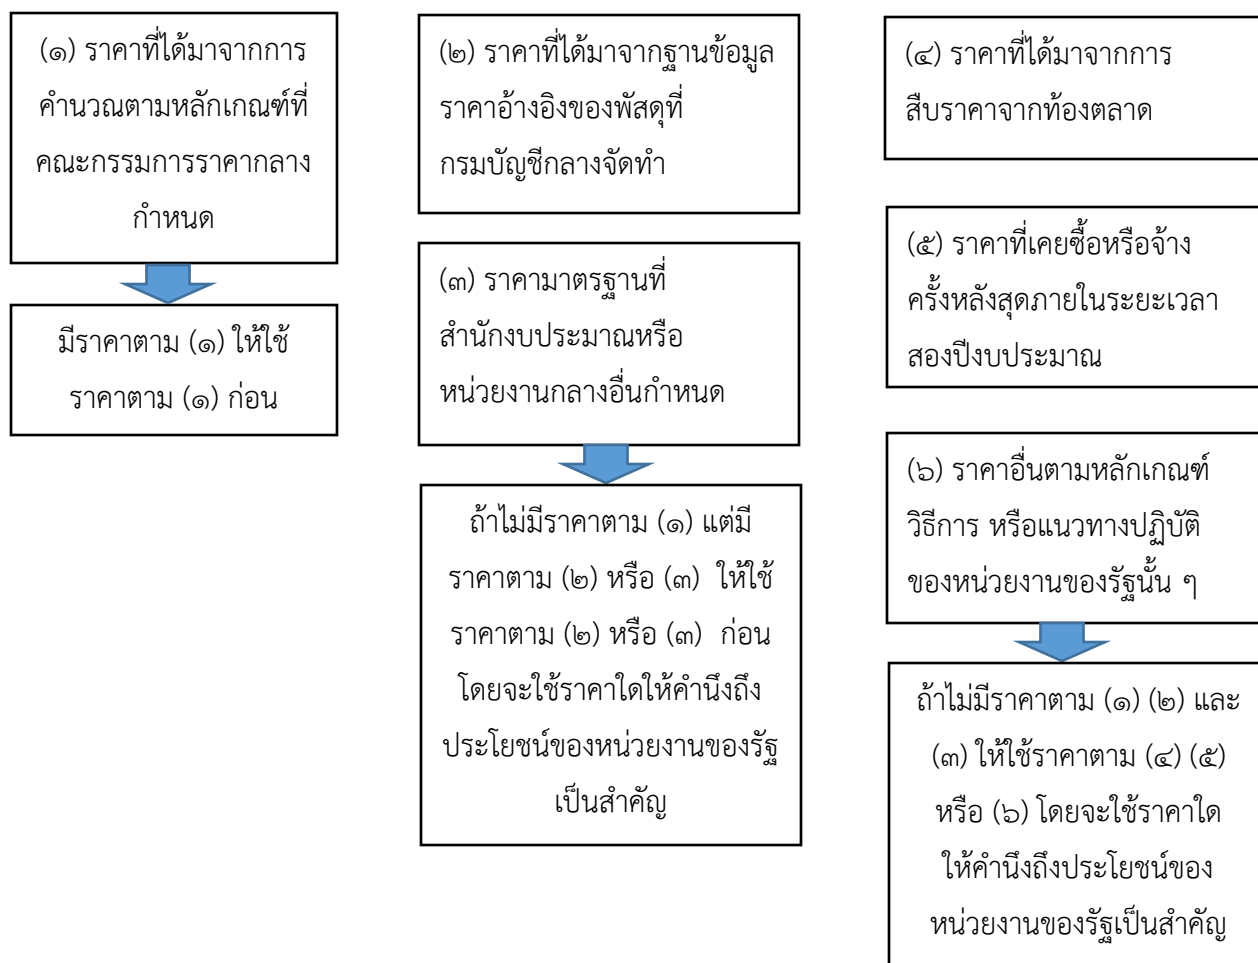 (๑) ราคาที่ได้มาจากการ
คำนวณตามหลักเกณฑ์ที่
คณะกรรมการราคากลาง
กำหนด
มีราคาตาม (๑) ให้ใช้
ราคาตาม (๑) ก่อน
(๒) ราคาที่ได้มาจากฐานข้อมูล
ราคาอ้างอิงของพัสดุที่
กรมบัญชีกลางจัดทำ
(๓) ราคามาตรฐานที่
สำนักงบประมาณหรือ
หน่วยงานกลางอื่นกำหนด
ถ้าไม่มีราคาตาม (๑) แต่มี
ราคาตาม (๒) หรือ (๓) ให้ใช้
ราคาตาม (๒) หรือ (๓) ก่อน
โดยจะใช้ราคาใดให้คำนึงถึง
ประโยชน์ของหน่วยงานของรัฐ
เป็นสำคัญ
(๔) ราคาที่ได้มาจากการ
สืบราคาจากท้องตลาด
(๕) ราคาที่เคยซื้อหรือจ้าง
ครั้งหลังสุดภายในระยะเวลา
สองปีงบประมาณ
(๖) ราคาอื่นตามหลักเกณฑ์
วิธีการ หรือแนวทางปฏิบัติ
ของหน่วยงานของรัฐนั้น ๆ
ถ้าไม่มีราคาตาม (๑) (๒) และ
(๓) ให้ใช้ราคาตาม (๔) (๕)
หรือ (๖) โดยจะใช้ราคาใด
ให้คำนึงถึงประโยชน์ของ
หน่วยงานของรัฐเป็นสำคัญ